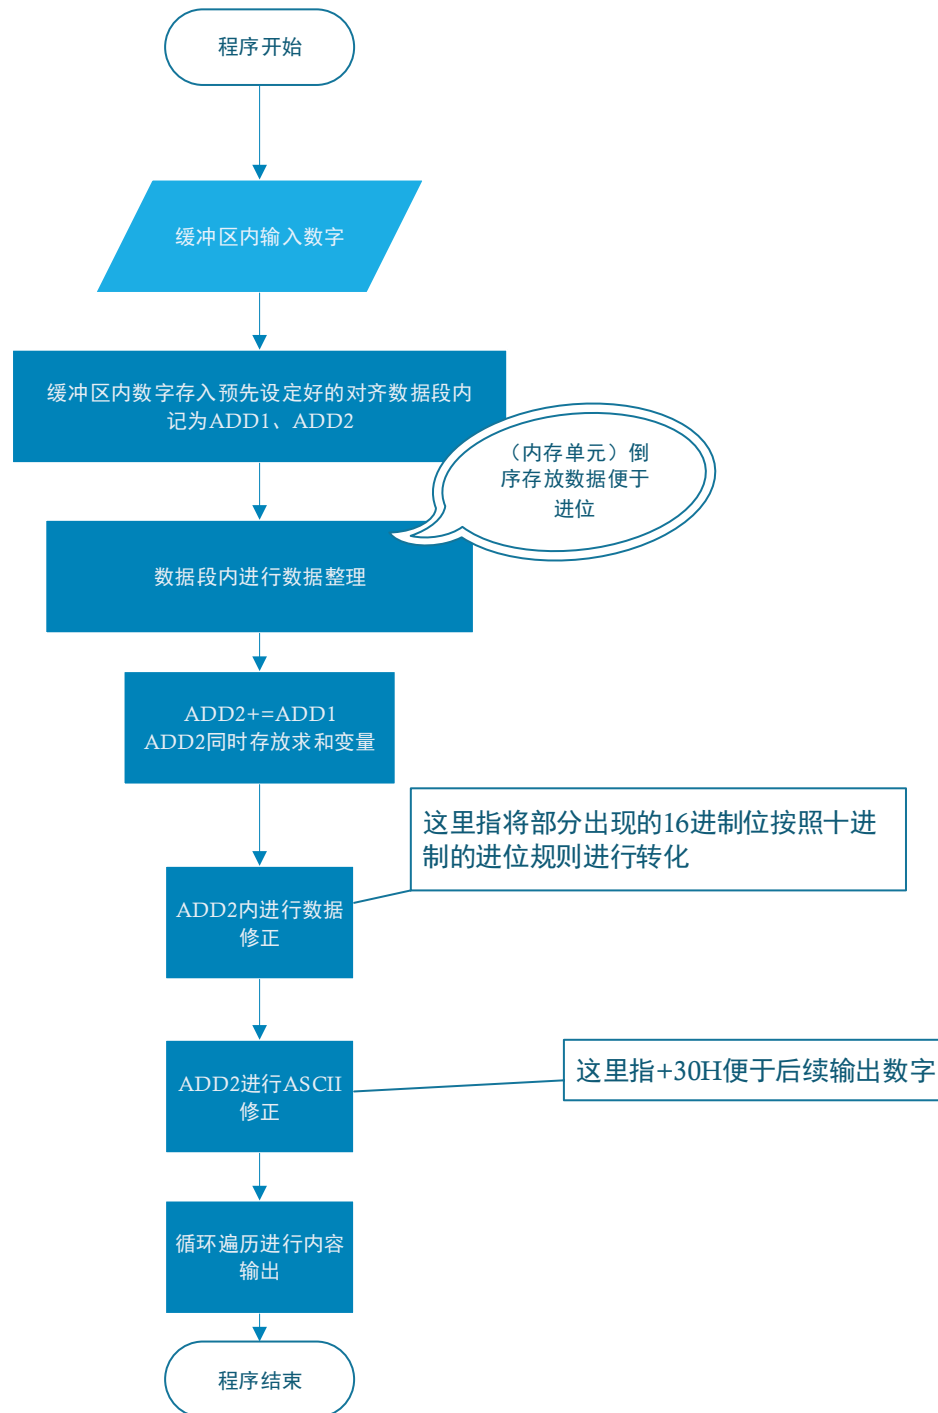 程序开始
缓冲区内输入数字
缓冲区内数字存入预先设定好的对齐数据段内
记为ADD1、ADD2
（内存单元）倒
序存放数据便于
进位
数据段内进行数据整理
ADD2+=ADD1
ADD2同时存放求和变量
这里指将部分出现的16进制位按照十进
制的进位规则进行转化
ADD2内进行数据
修正
ADD2进行ASCII
修正
这里指+30H便于后续输出数字
循环遍历进行内容
输出
程序结束